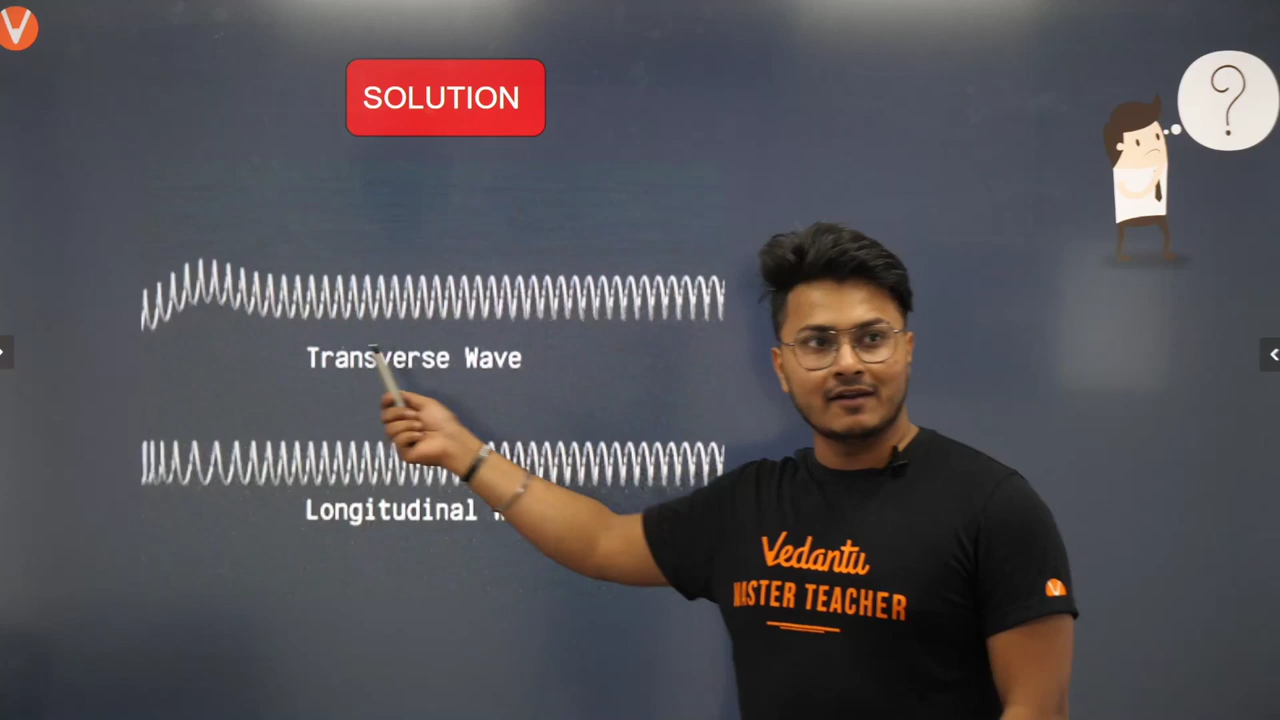 V
SOLUTION
?
Transverse Wave
Longitudinal
Vedantu
MASTER TEACHER